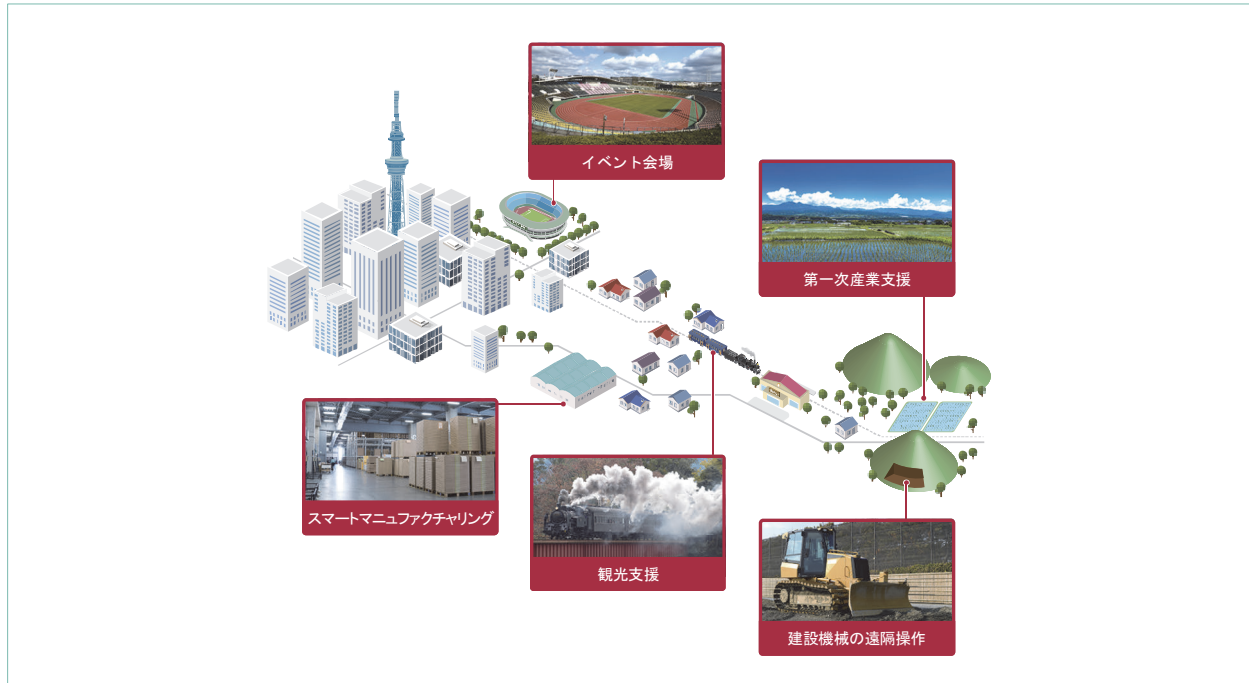 イベント会場
第一次産業支援
スマートマニュファクチャリング
観光支援
建設機械の遠隔操作